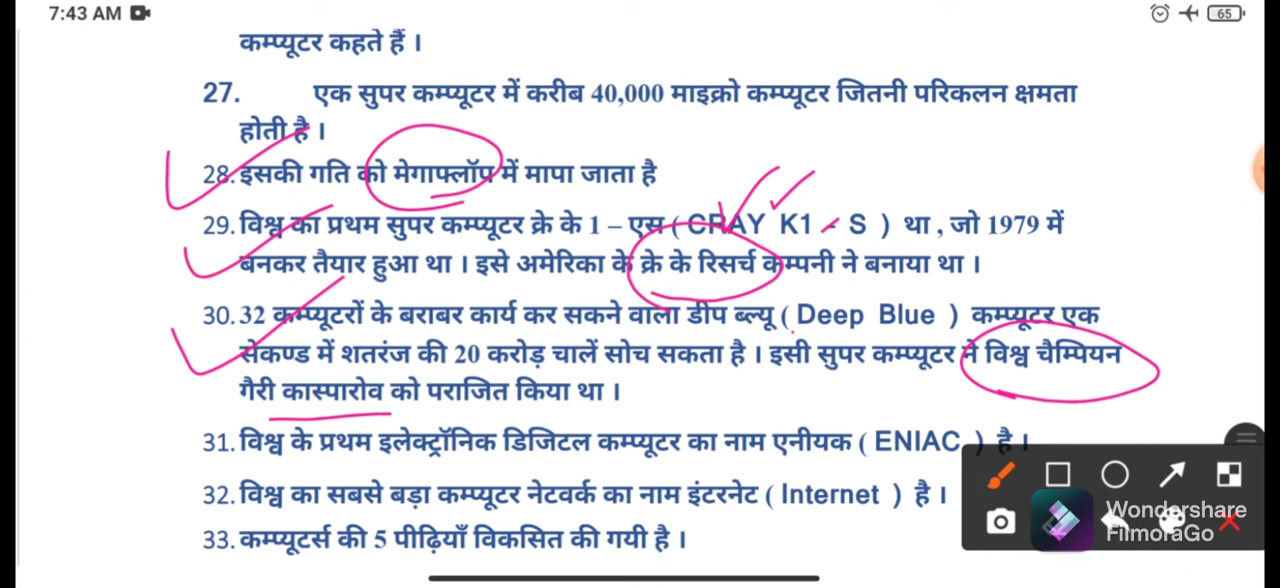 7:43 AM
65
कम्प्यूटर कहते हैं ।
27. एक सुपर कम्प्यूटर में करीब 40,000 माइक्रो कम्प्यूटर जितनी परिकलन क्षमता
होती है ।
28. इसकी गति को मेगाफ्लॉप में मापा जाता है
29. विश्व का प्रथम सुपर कम्प्यूटर क्रे के 1 – एस ( CRAY K1 - S ) था , जो 1979 में
बनकर तैयार हुआ था । इसे अमेरिका के क्रे के रिसर्च कम्पनी ने बनाया था ।
30. 32 कम्प्यूटरों के बराबर कार्य कर सकने वाला डीप ब्ल्यू ( Deep Blue ) कम्प्यूटर एक
सेकण्ड में शतरंज की 20 करोड़ चालें सोच सकता है । इसी सुपर कम्प्यूटर ने विश्व चैम्पियन
गैरी कास्पारोव को पराजित किया था ।
31. विश्व के प्रथम इलेक्ट्रॉनिक डिजिटल कम्प्यूटर का नाम एनीयक ( ENIAC ) है ।
32. विश्व का सबसे बड़ा कम्प्यूटर नेटवर्क का नाम इंटरनेट ( Internet ) है ।
33. कम्प्यूटर्स की 5 पीढ़ियाँ विकसित की गयी है ।
Wondershare
FilmoraGo